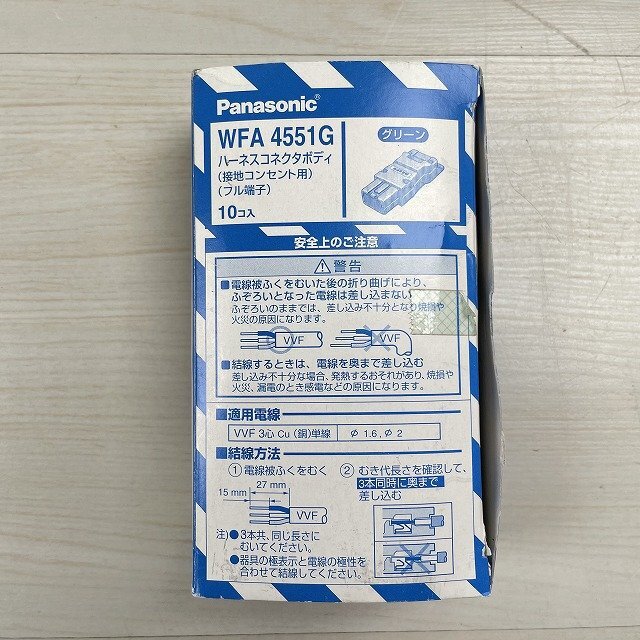 Panasonic
WFA 4551G
ハーネスコネクタボディ
(接地コンセント用)
(フル端子)
10コ入
グリーン
安全上のご注意
警告
■電線被ふくをむいた後の折り曲げにより、
ふぞろいとなった電線は差し込まない
ふぞろいのままでは、差し込み不十分となり焼損や
火災の原因になります。
VVF
VVF
■結線するときは、電線を奥まで差し込む
差し込み不十分な場合、発熱するおそれがあり、焼損や
火災、漏電のとき感電などの原因になります。
■適用電線
VVF 3心 Cu (銅)単線 φ 1.6, φ 2
■結線方法
①電線被ふくをむく
27 mm
15 mm
VVF
注)●3本共、同じ長さに
むいてください。
●器具の極表示と電線の極性を
合わせて結線してください。
②むき代長さを確認して、
3本同時に奥まで
差し込む